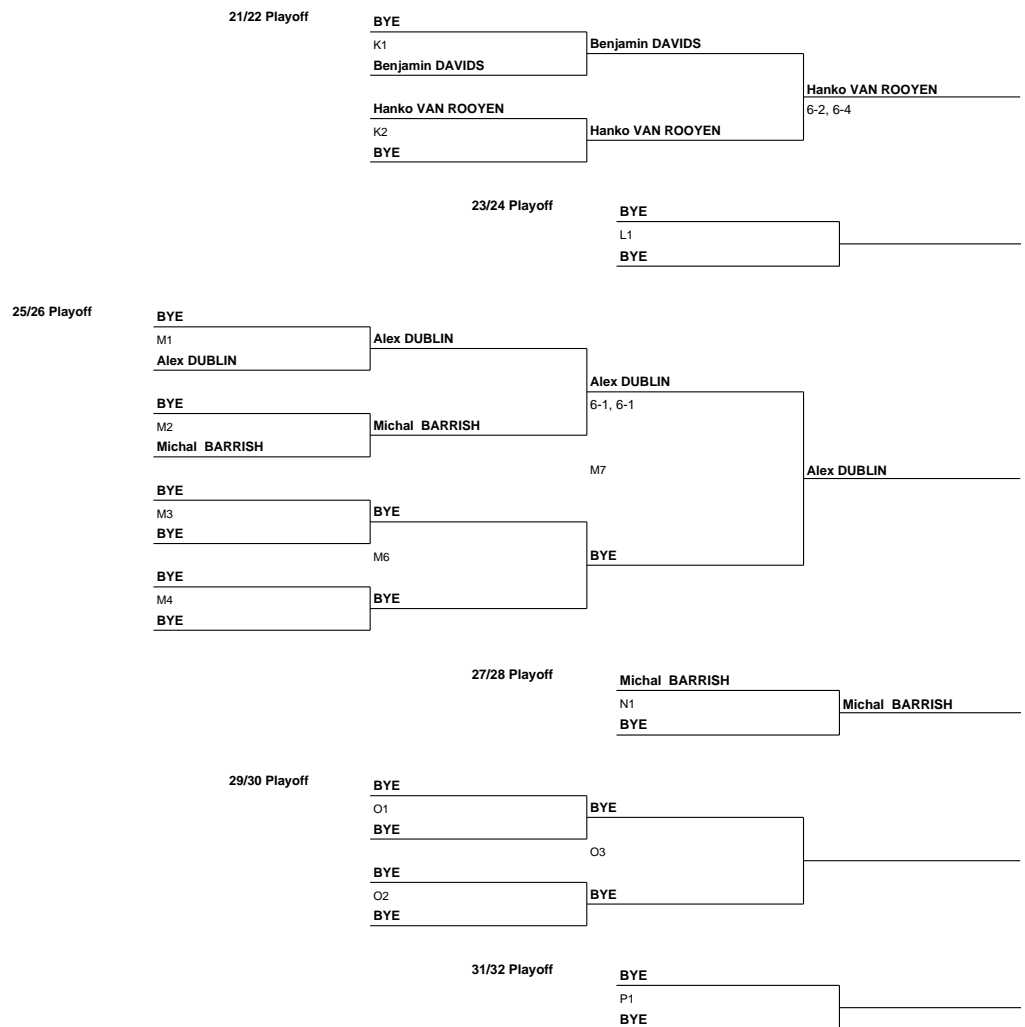 21/22 Playoff
BYE
K1
Benjamin DAVIDS
Benjamin DAVIDS
Hanko VAN ROOYEN
6-2, 6-4
Hanko VAN ROOYEN
K2
BYE
Hanko VAN ROOYEN
23/24 Playoff
BYE
L1
BYE
25/26 Playoff
BYE
M1
Alex DUBLIN
Alex DUBLIN
Alex DUBLIN
6-1, 6-1
BYE
M2
Michal BARRISH
Michal BARRISH
M7
Alex DUBLIN
BYE
M3
BYE
BYE
M6
BYE
BYE
M4
BYE
BYE
27/28 Playoff
Michal BARRISH
N1
BYE
Michal BARRISH
29/30 Playoff
BYE
O1
BYE
BYE
O3
BYE
O2
BYE
BYE
31/32 Playoff
BYE
P1
BYE